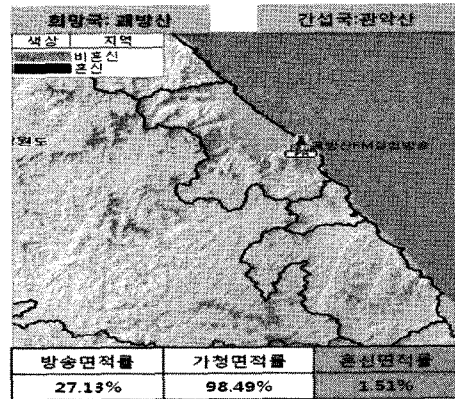 희망국: 괘방산
간섭국:관악산
색상 지역
비혼신
혼신
원도
괘방산FM실험방송
방송면적률 가청면적률 혼신면적률
27.13% 98.49% 1.51%